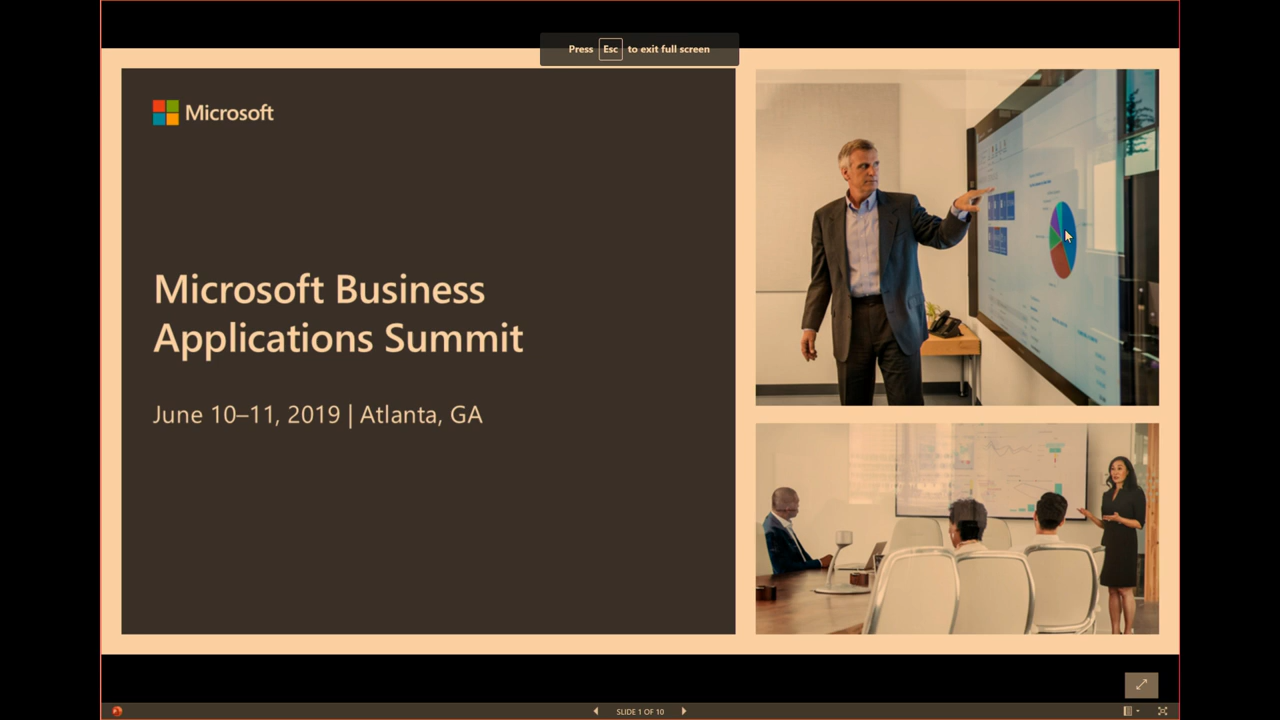 Press Esc to exit full screen
Microsoft
Microsoft Business
Applications Summit
June 10–11, 2019 | Atlanta, GA
SLIDE 1 OF 10